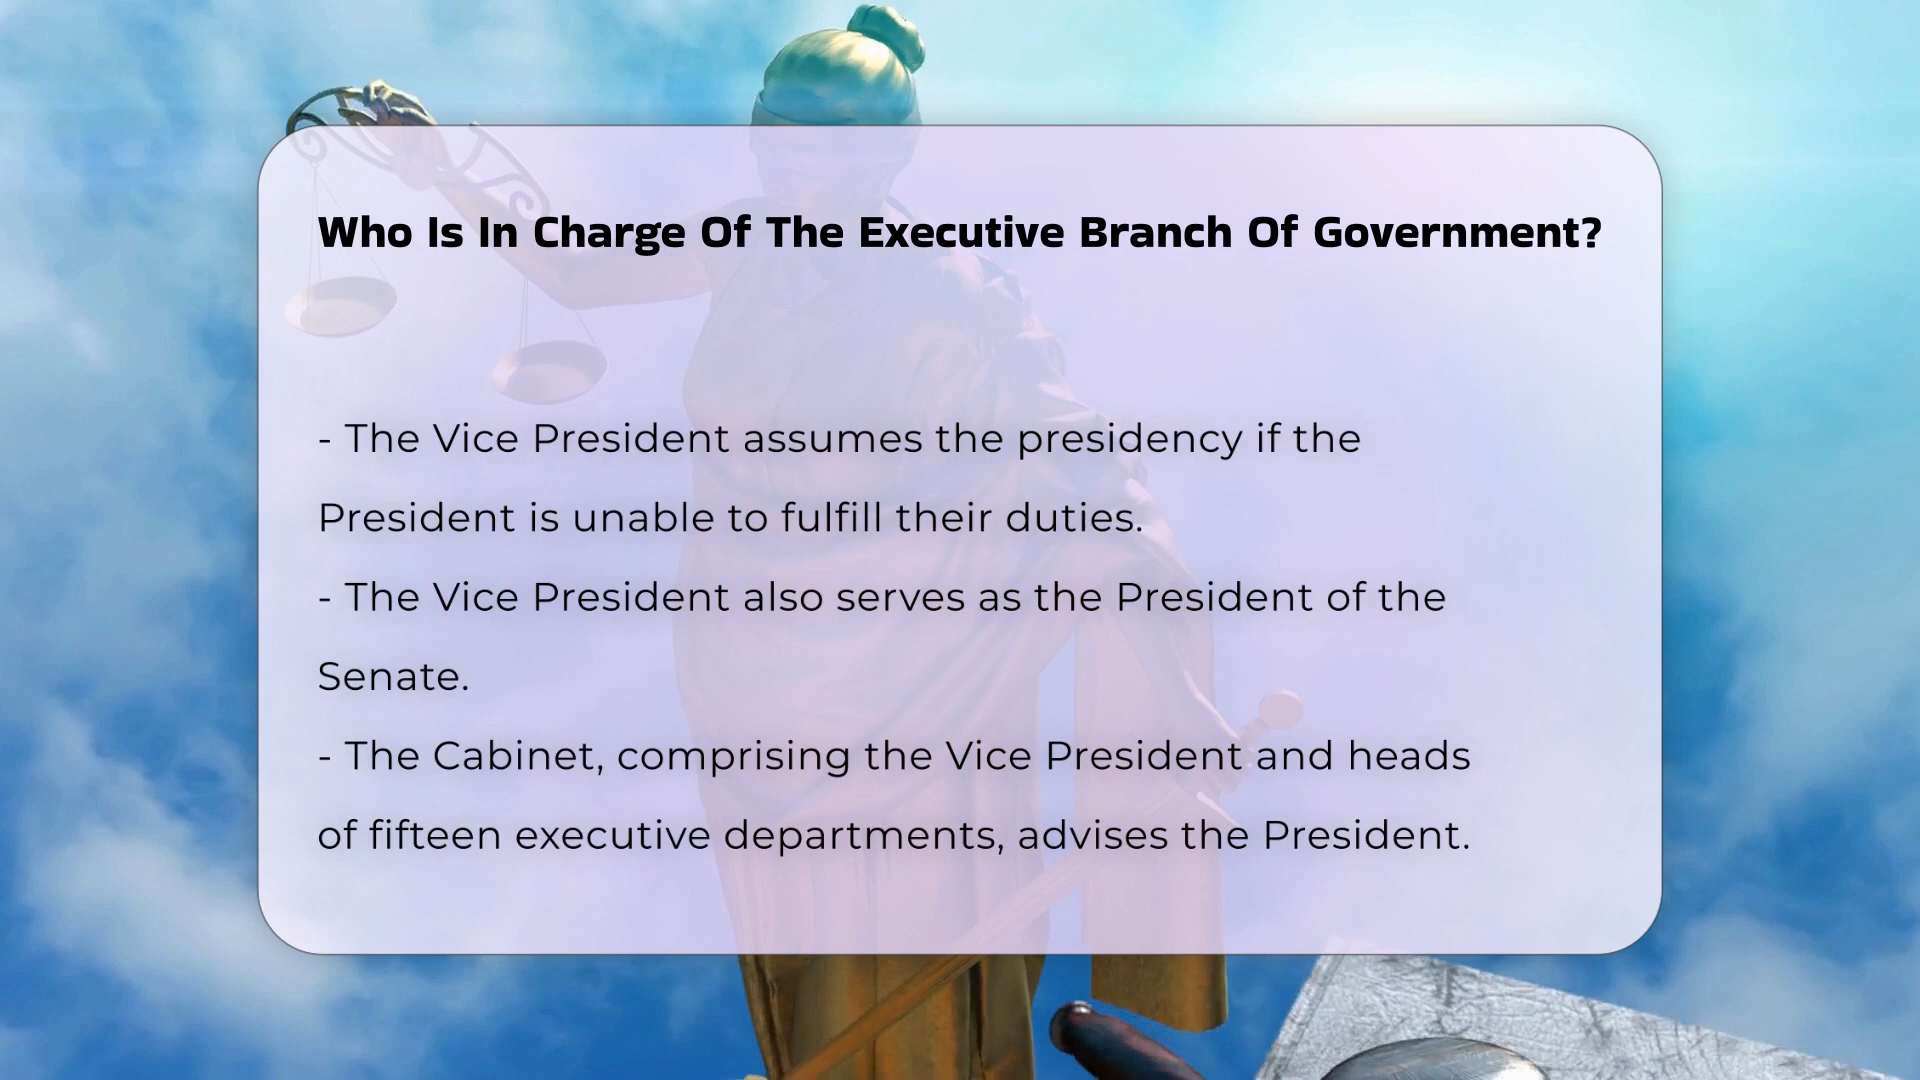 Who Is In Charge Of The Executive Branch Of Government?
- The Vice President assumes the presidency if the
President is unable to fulfill their duties.
- The Vice President also serves as the President of the
Senate.
- The Cabinet, comprising the Vice President and heads
of fifteen executive departments, advises the President.